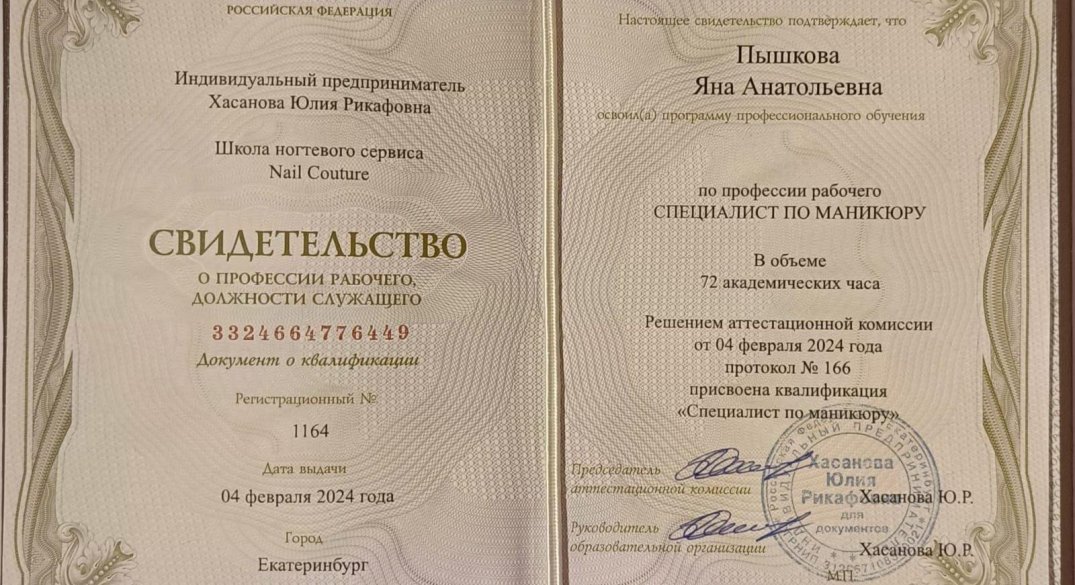 РОССИЙСКАЯ ФЕДЕРАЦИЯ
Индивидуальный предприниматель
Хасанова Юлия Рикафовна
Школа ногтевого сервиса
Nail Couture
СВИДЕТЕЛЬСТВО
О ПРОФЕССИИ РАБОЧЕГО,
ДОЛЖНОСТИ СЛУЖАЩЕГО
3324664776449
Документ о квалификации
Регистрационный №
1164
Дата выдачи
04 февраля 2024 года
Город
Екатеринбург
Настоящее свидетельство подтверждает, что
Пышкова
Яна Анатольевна
освоил(а) программу профессионального обучения
по профессии рабочего
СПЕЦИАЛИСТ ПО МАНИКЮРУ
В объеме
72 академических часа
Решением аттестационной комиссии
от 04 февраля 2024 года
протокол № 166
присвоена квалификация
«Специалист по маникюру»
Председатель
аттестационной комиссии
Хасанова Ю.Р.
Руководитель
образовательной организации
Хасанова Ю.Р.
М.П.
Хасанова
Юлия
Рикафовна
для
документов